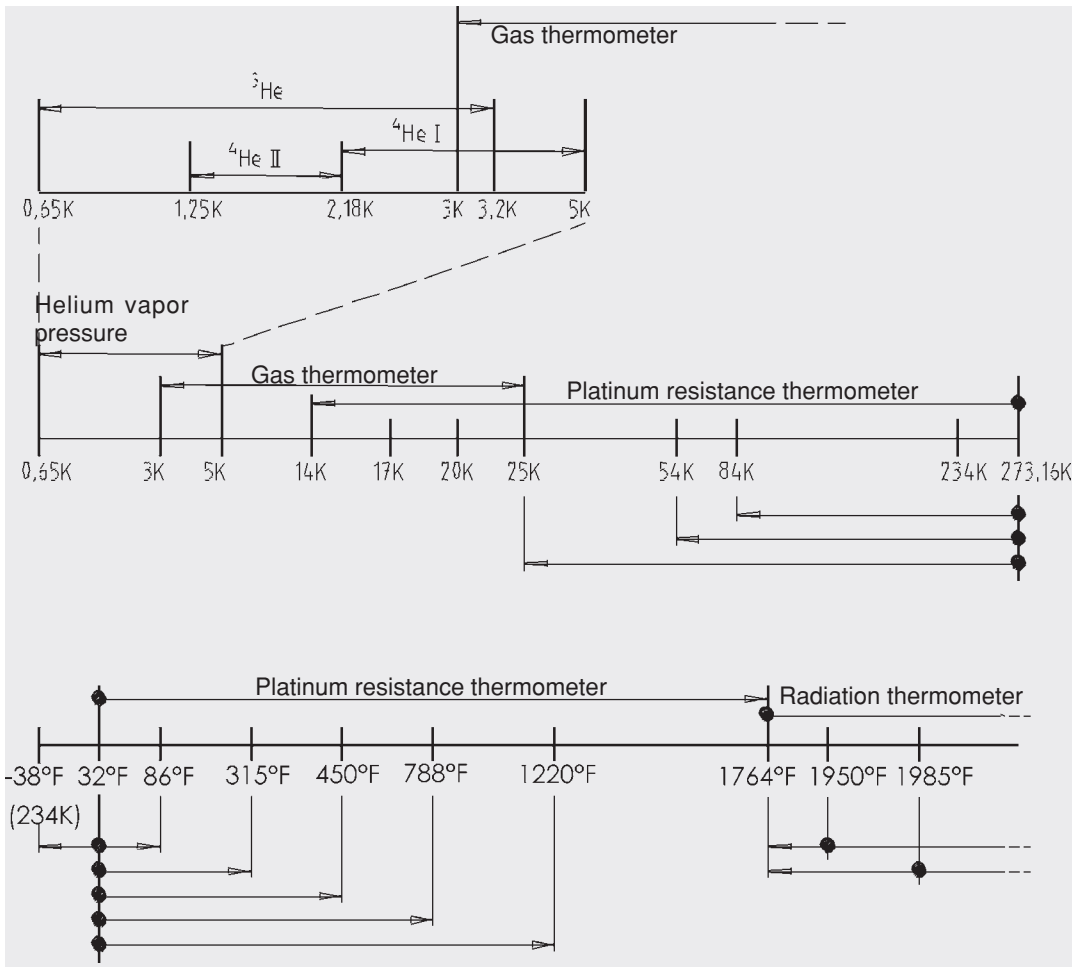 Gas thermometer
³He
⁴He I
⁴He II
0,65K 1,25K 2,18K 3K 3,2K 5K
Helium vapor
pressure
Gas thermometer
Platinum resistance thermometer
0,65K 3K 5K 14K 17K 20K 25K 54K 84K 234K 273,16K
Platinum resistance thermometer
Radiation thermometer
-38°F 32°F 86°F 315°F 450°F 788°F 1220°F 1764°F 1950°F 1985°F
(234K)